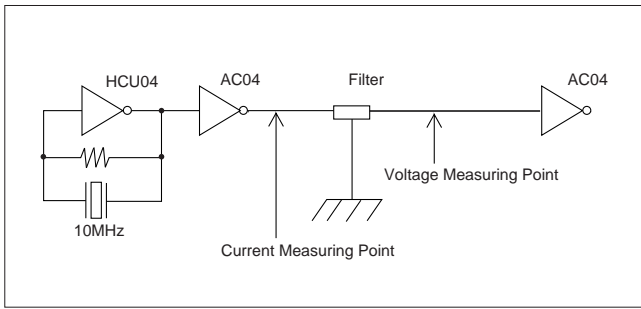 HCU04
AC04
Filter
AC04
Voltage Measuring Point
10MHz
Current Measuring Point